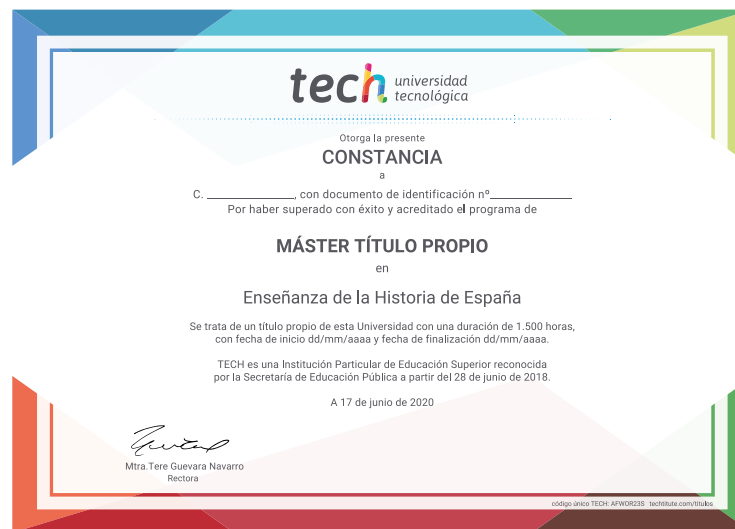 tech universidad
tecnológica
Otorga la presente
CONSTANCIA
a
C. ________________, con documento de identificación nº______________
Por haber superado con éxito y acreditado el programa de
MÁSTER TÍTULO PROPIO
en
Enseñanza de la Historia de España
Se trata de un título propio de esta Universidad con una duración de 1.500 horas,
con fecha de inicio dd/mm/aaaa y fecha de finalización dd/mm/aaaa.
TECH es una Institución Particular de Educación Superior reconocida
por la Secretaría de Educación Pública a partir del 28 de junio de 2018.
A 17 de junio de 2020
Mtra.Tere Guevara Navarro
Rectora
código único TECH: AFWOR23S techtitute.com/títulos